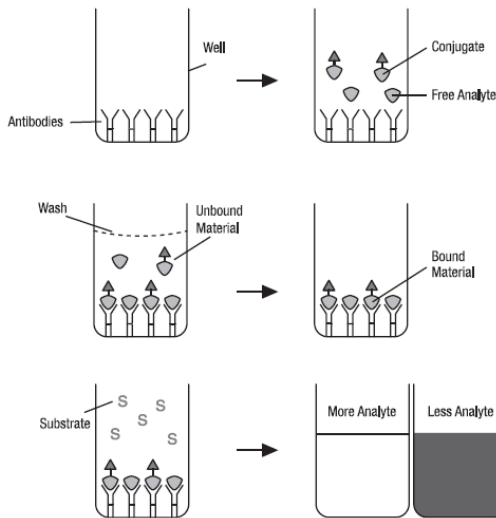 Well
Antibodies
Conjugate
Free Analyte
Wash
Unbound
Material
Bound
Material
Substrate
S
S
S
S
S
More Analyte
Less Analyte